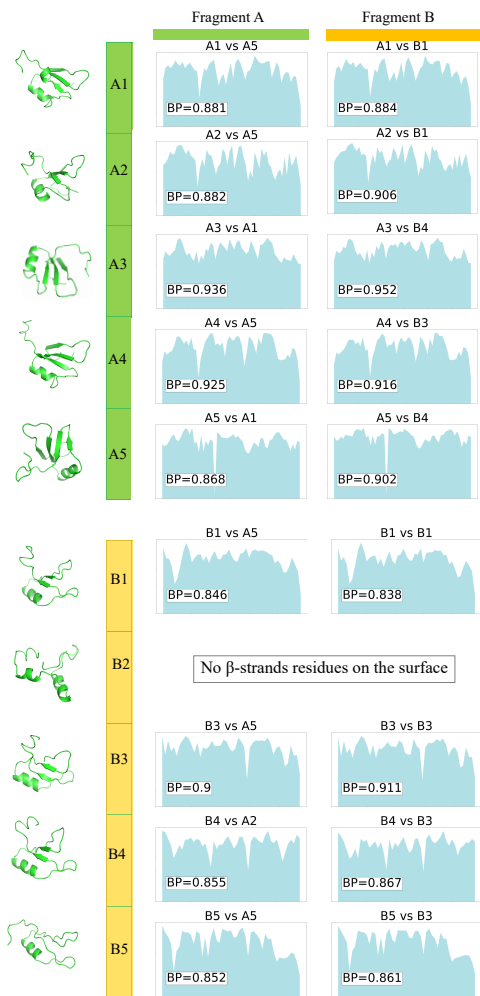 Fragment A
Fragment B
A1
A1 vs A5
BP=0.881
A1 vs B1
BP=0.884
A2
A2 vs A5
BP=0.882
A2 vs B1
BP=0.906
A3
A3 vs A1
BP=0.936
A3 vs B4
BP=0.952
A4
A4 vs A5
BP=0.925
A4 vs B3
BP=0.916
A5
A5 vs A1
BP=0.868
A5 vs B4
BP=0.902
B1
B1 vs A5
BP=0.846
B1 vs B1
BP=0.838
B2
No β-strands residues on the surface
B3
B3 vs A5
BP=0.9
B3 vs B3
BP=0.911
B4
B4 vs A2
BP=0.855
B4 vs B3
BP=0.867
B5
B5 vs A5
BP=0.852
B5 vs B3
BP=0.861